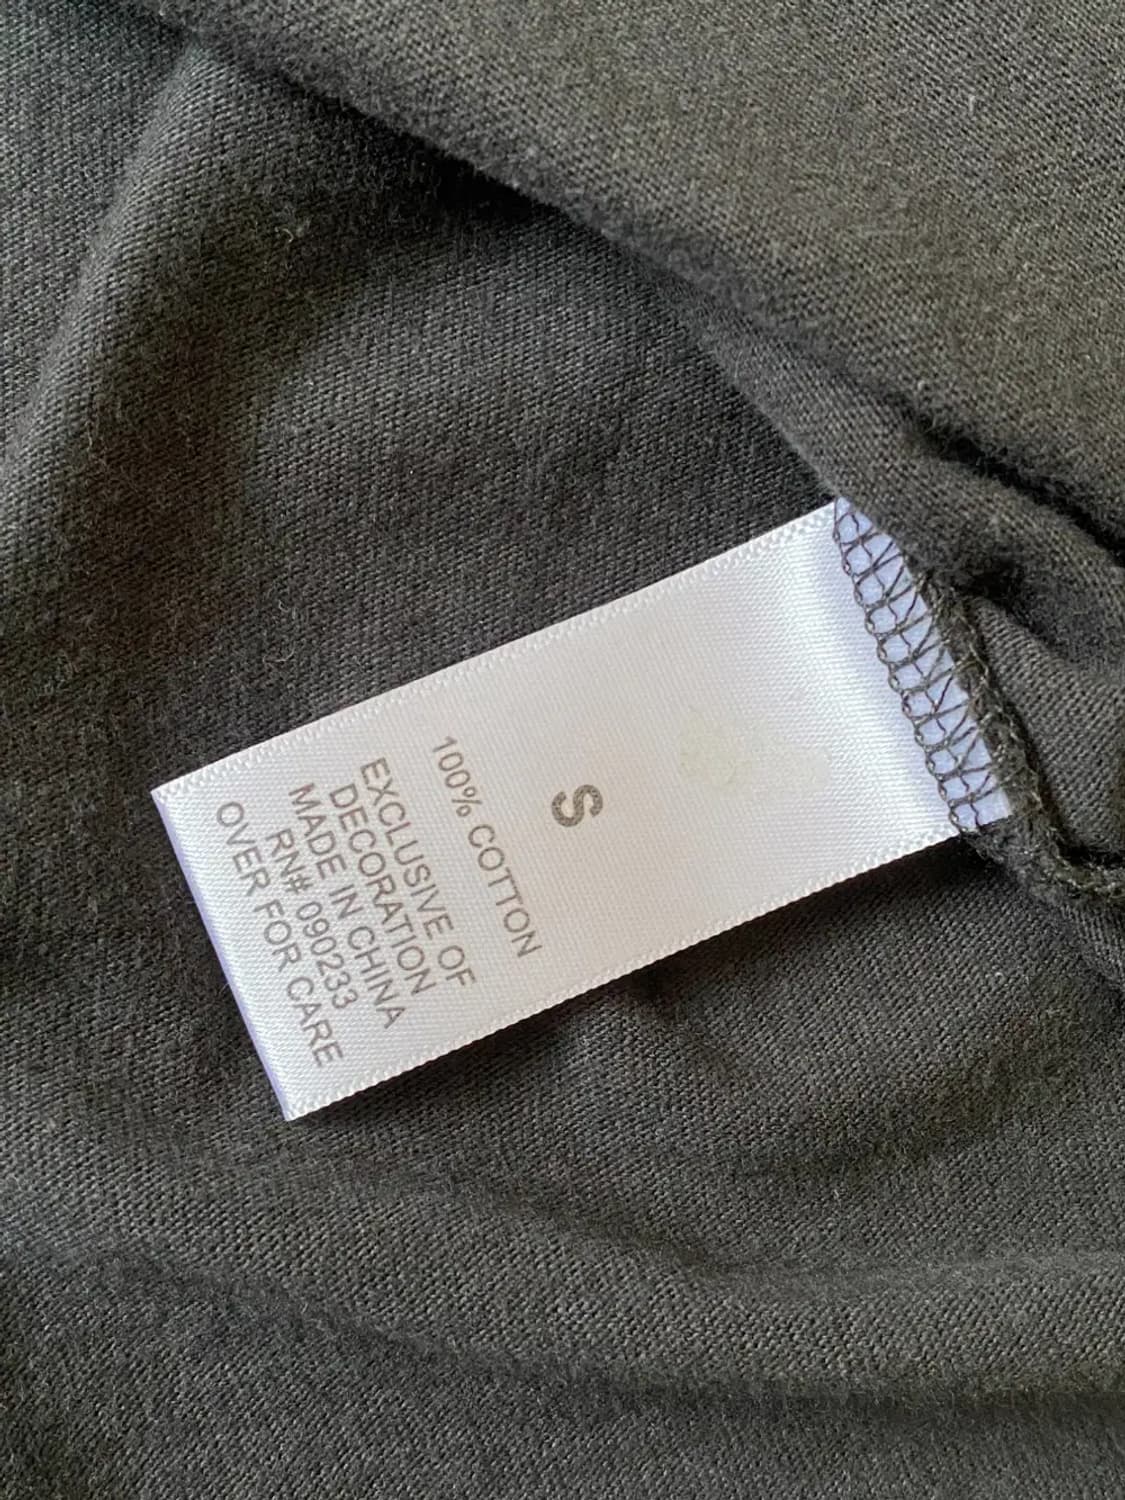 S
100% COTTON
EXCLUSIVE OF
DECORATION
MADE IN CHINA
RN# 090233
OVER FOR CARE